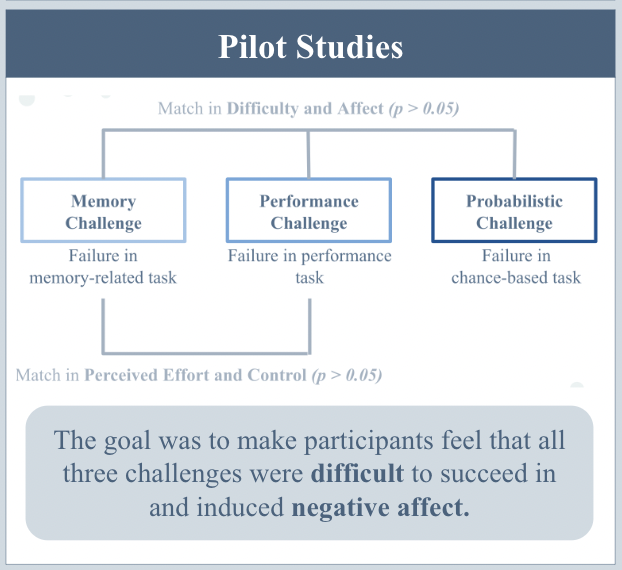 Pilot Studies
Match in Difficulty and Affect (p > 0.05)
Memory
Challenge
Performance
Challenge
Probabilistic
Challenge
Failure in
memory-related task
Failure in performance
task
Failure in
chance-based task
Match in Perceived Effort and Control (p > 0.05)
The goal was to make participants feel that all
three challenges were difficult to succeed in
and induced negative affect.